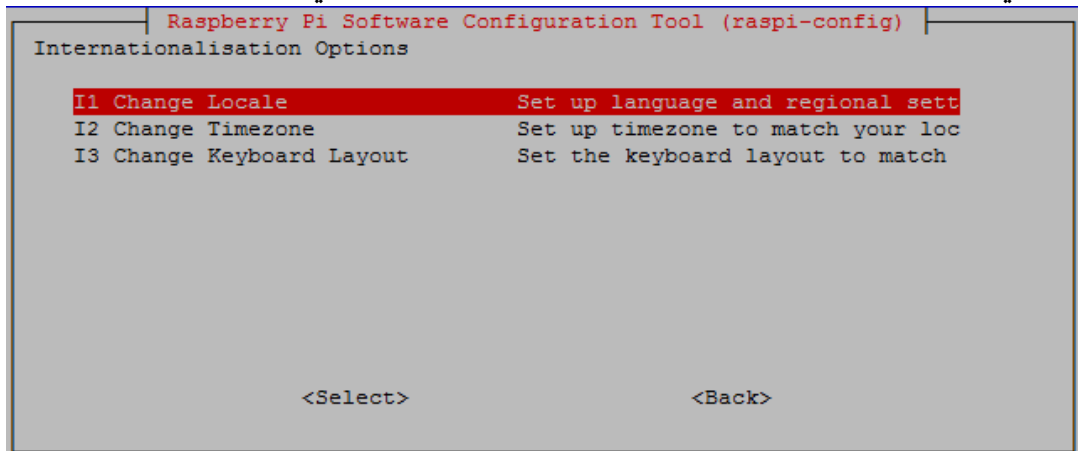 Raspberry Pi Software Configuration Tool (raspi-config)
Internationalisation Options
I1 Change Locale Set up language and regional sett
I2 Change Timezone Set up timezone to match your loc
I3 Change Keyboard Layout Set the keyboard layout to match
<Select> <Back>